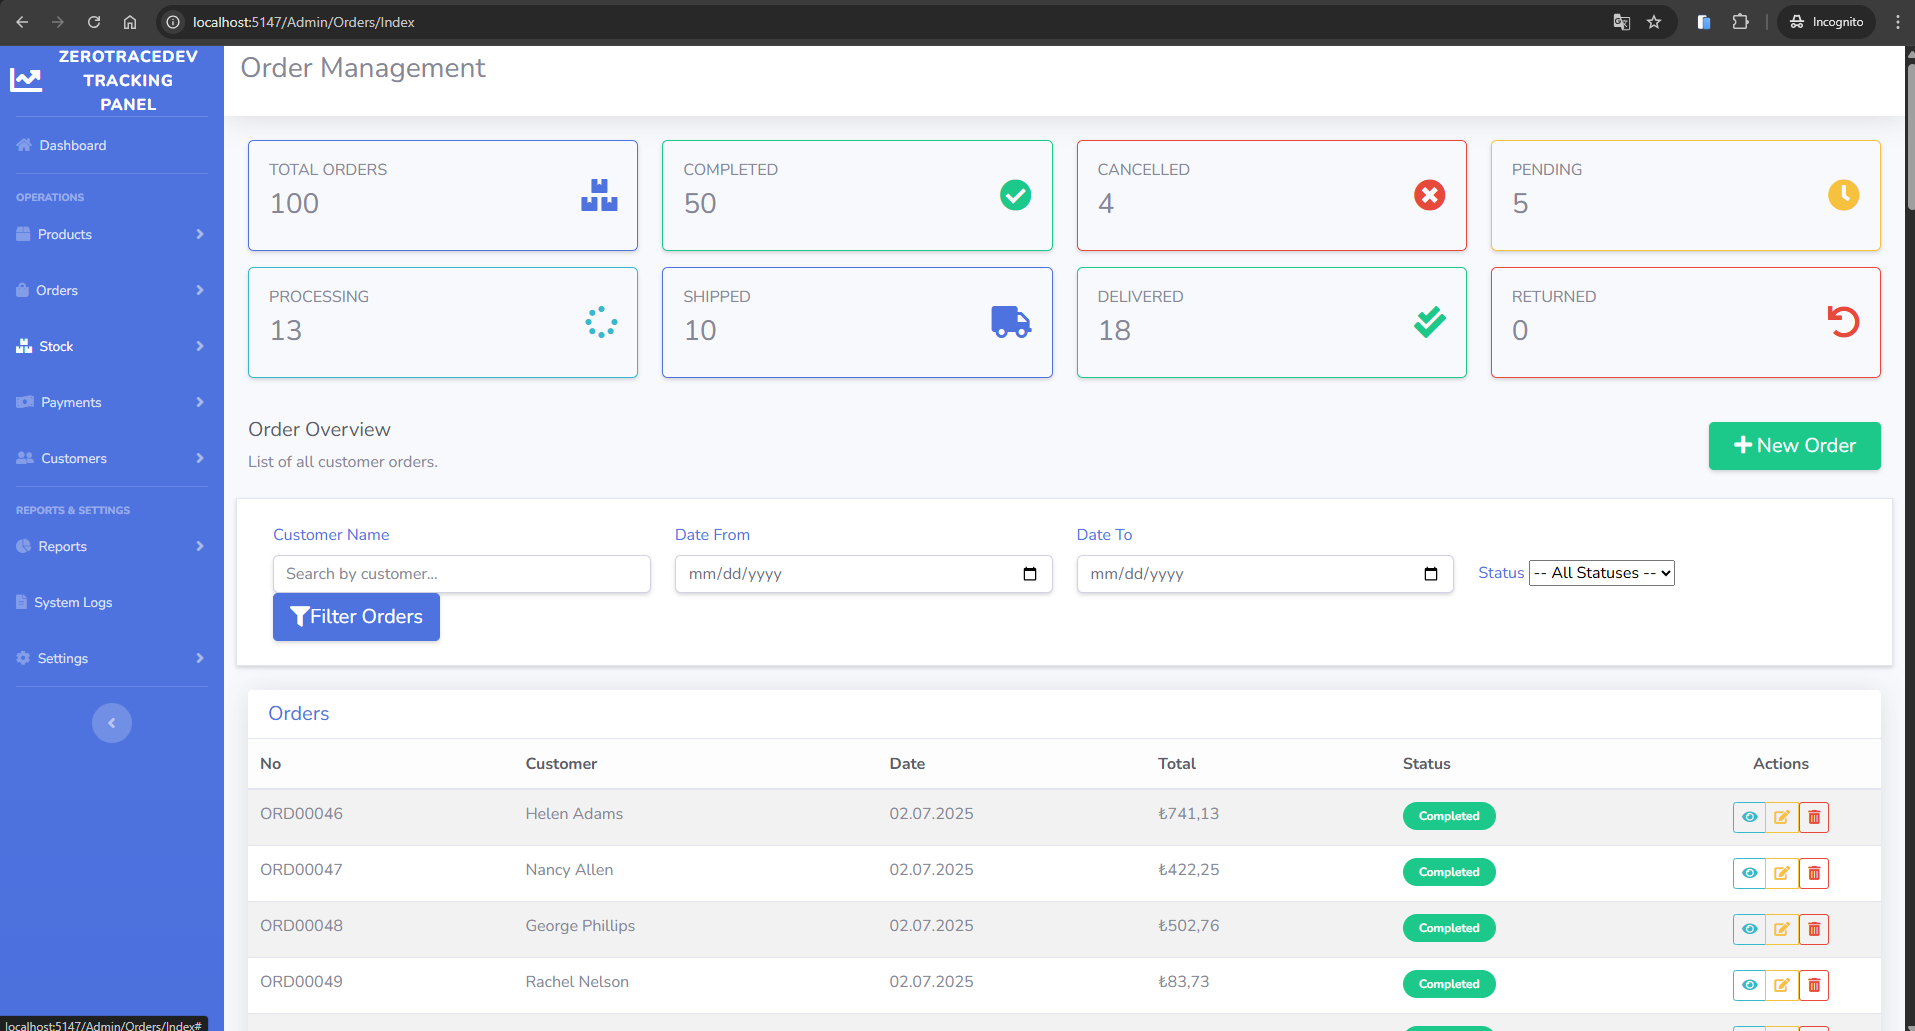 localhost:5147/Admin/Orders/Index
Incognito
ZEROTRACEDEV
TRACKING
PANEL
Dashboard
OPERATIONS
Products
Orders
Stock
Payments
Customers
REPORTS & SETTINGS
Reports
System Logs
Settings
Order Management
TOTAL ORDERS
100
COMPLETED
50
CANCELLED
4
PENDING
5
PROCESSING
13
SHIPPED
10
DELIVERED
18
RETURNED
0
Order Overview
List of all customer orders.
New Order
Customer Name
Search by customer...
Date From
mm/dd/yyyy
Date To
mm/dd/yyyy
Status -- All Statuses --
Filter Orders
Orders
No Customer Date Total Status Actions
ORD00046 Helen Adams 02.07.2025 ₺741,13 Completed
ORD00047 Nancy Allen 02.07.2025 ₺422,25 Completed
ORD00048 George Phillips 02.07.2025 ₺502,76 Completed
ORD00049 Rachel Nelson 02.07.2025 ₺83,73 Completed
localhost:5147/Admin/Orders/Index#